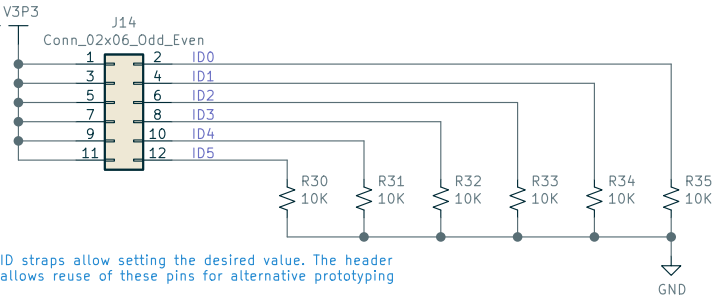 V3P3
J14
Conn_02x06_Odd_Even
1 2 ID0
3 4 ID1
5 6 ID2
7 8 ID3
9 10 ID4
11 12 ID5
R30 R31 R32 R33 R34 R35
10K 10K 10K 10K 10K 10K
ID straps allow setting the desired value. The header
allows reuse of these pins for alternative prototyping
GND